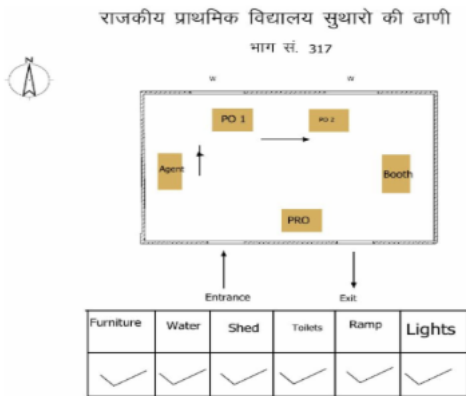 राजकीय प्राथमिक विद्यालय सुथारो की ढाणी
भाग सं. 317
N
W W
PO 1 PO 2
Agent Booth
PRO
Entrance Exit
Furniture Water Shed Toilets Ramp Lights